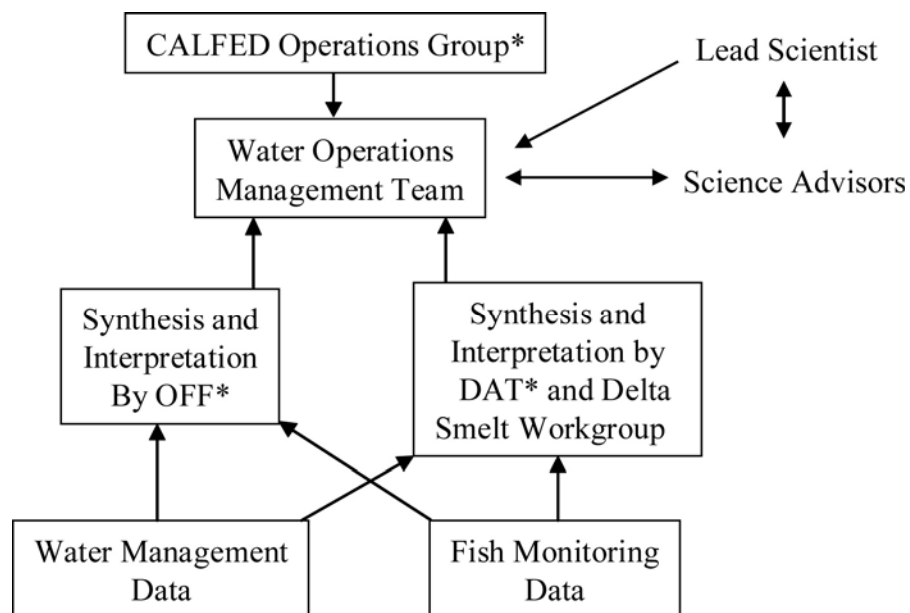 CALFED Operations Group*
Lead Scientist
Water Operations
Management Team
Science Advisors
Synthesis and
Interpretation
By OFF*
Synthesis and
Interpretation by
DAT* and Delta
Smelt Workgroup
Water Management
Data
Fish Monitoring
Data